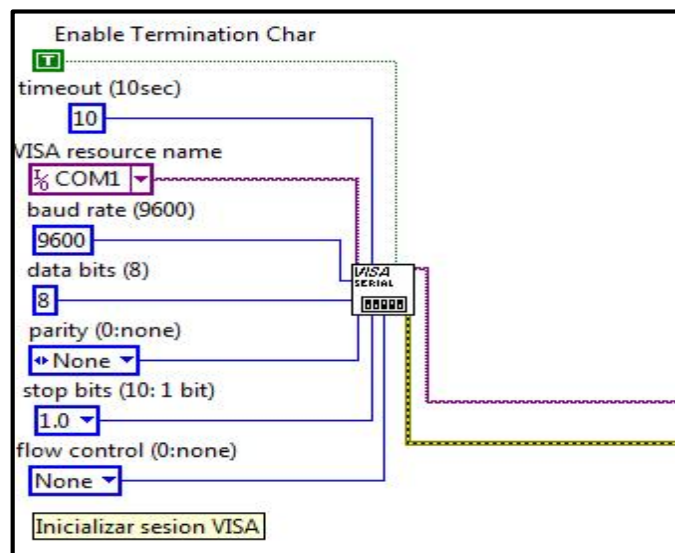 Enable Termination Char
T
timeout (10sec)
10
VISA resource name
I/O COM1
baud rate (9600)
9600
data bits (8)
8
VISA
SERIAL
parity (0:none)
None
stop bits (10: 1 bit)
1.0
flow control (0:none)
None
Inicializar sesion VISA